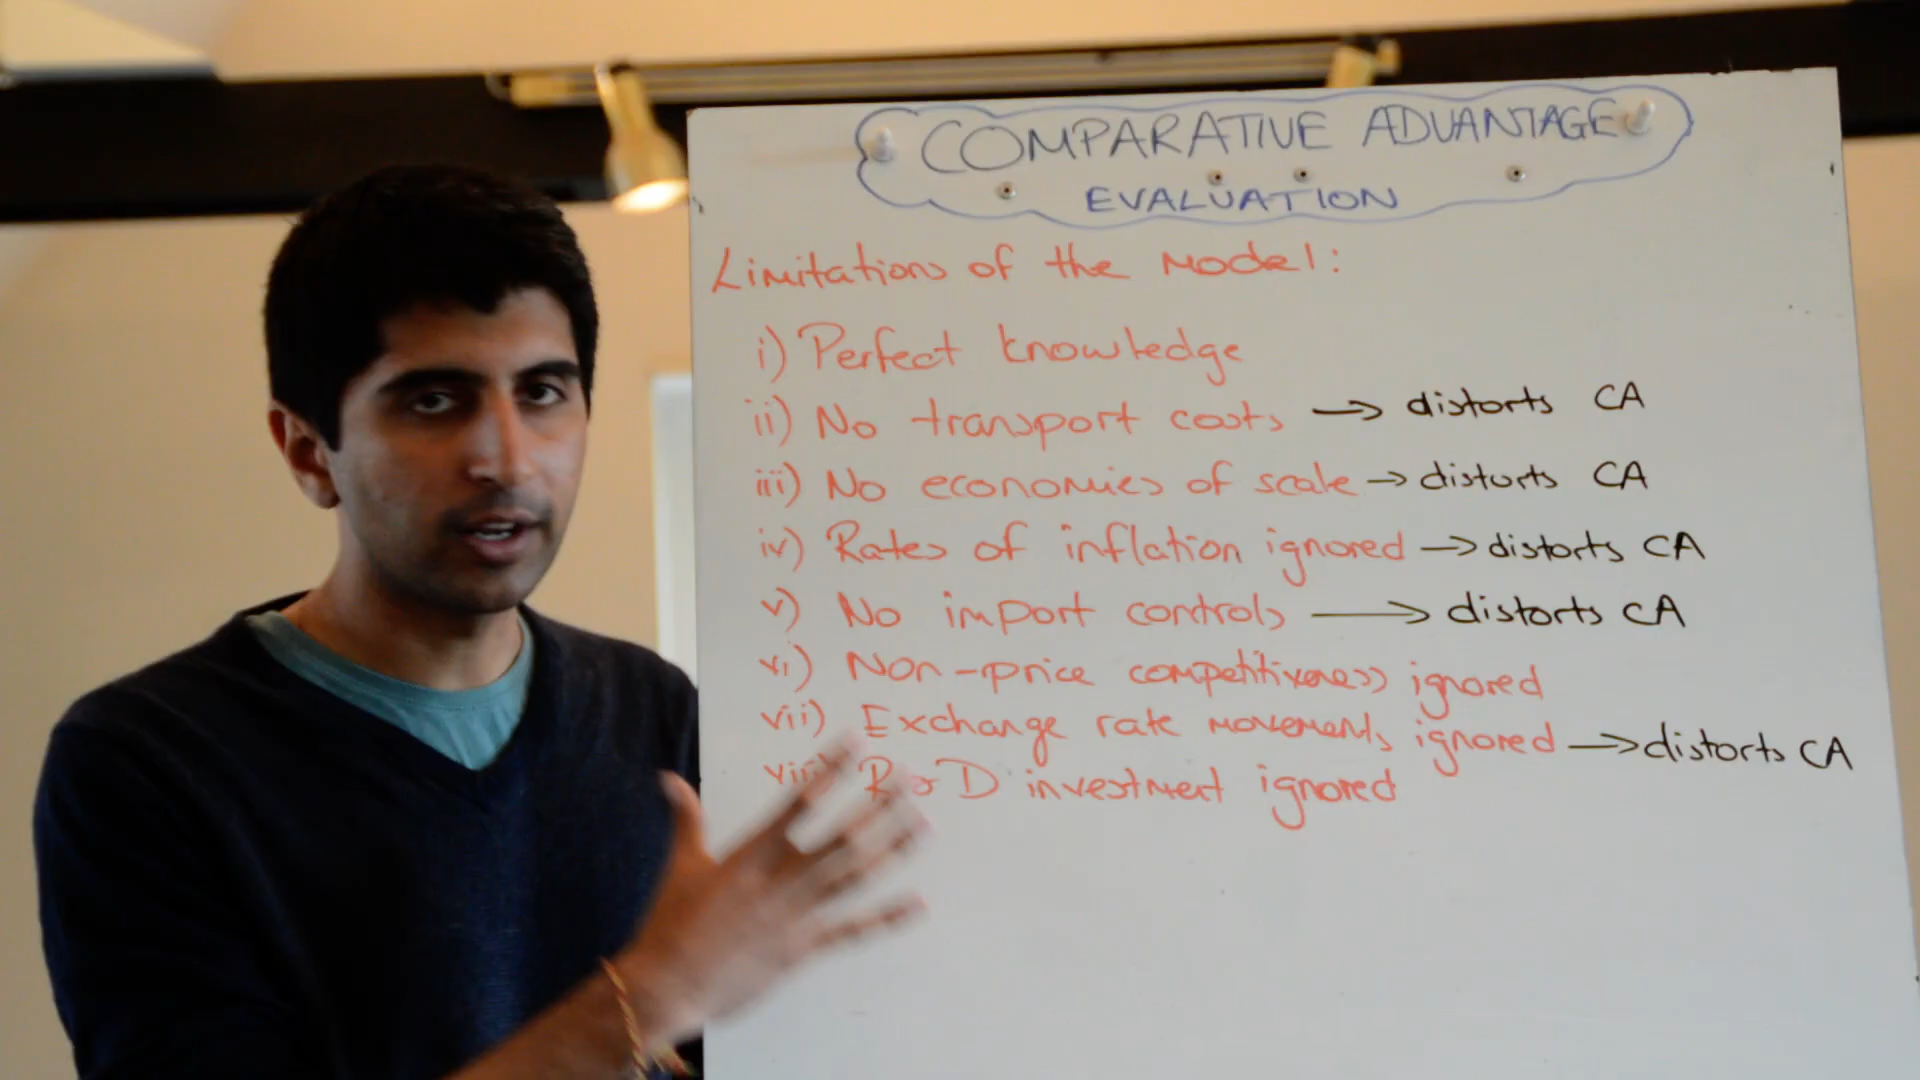 COMPARATIVE ADVANTAGE
EVALUATION
Limitations of the Model:
i) Perfect knowledge
ii) No transport costs → distorts CA
iii) No economies of scale → distorts CA
iv) Rates of inflation ignored → distorts CA
v) No import controls → distorts CA
vi) Non-price competitiveness ignored
vii) Exchange rate movements ignored → distorts CA
viii) R & D investment ignored